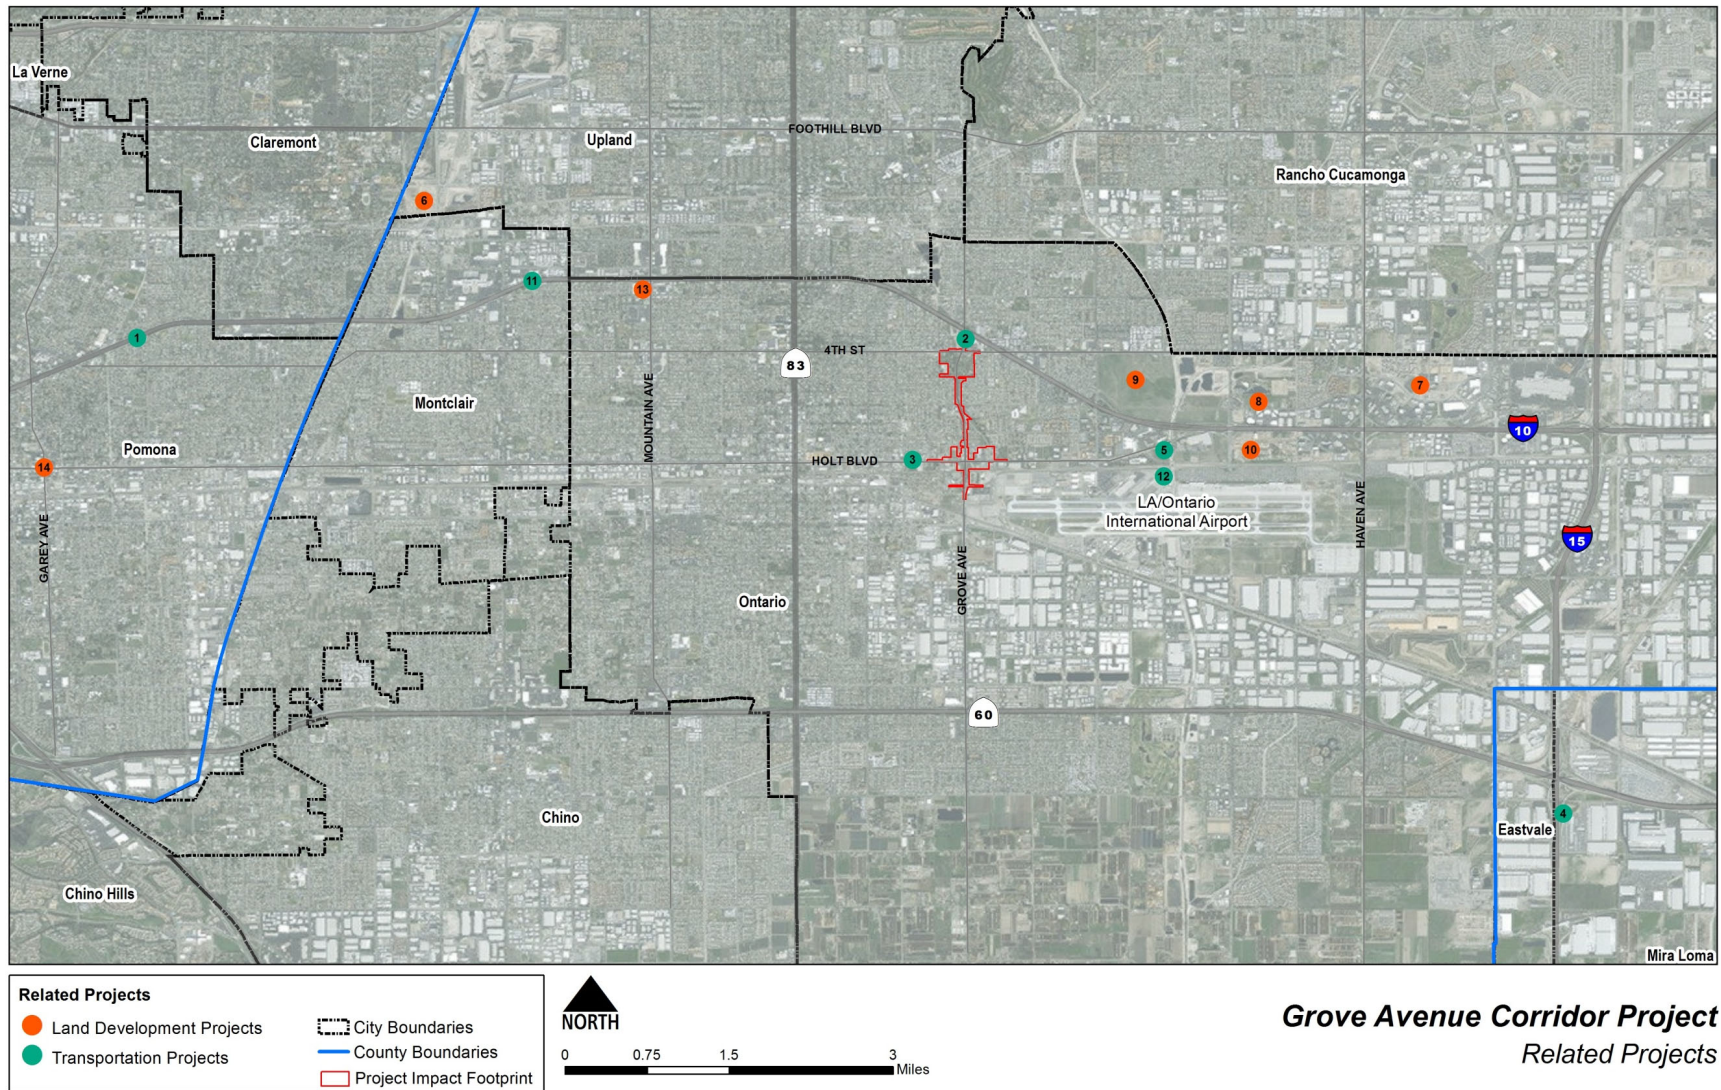 La Verne
Claremont
Upland
FOOTHILL BLVD
Rancho Cucamonga
6
11
13
1
2
4TH ST
83
9
7
8
MOUNTAIN AVE
Montclair
10
Pomona
14
HOLT BLVD
3
5
10
12
LA/Ontario
International Airport
GAREY AVE
HAVEN AVE
15
GROVE AVE
Ontario
60
Chino
4
Eastvale
Chino Hills
Mira Loma
Related Projects
Land Development Projects
Transportation Projects
City Boundaries
County Boundaries
Project Impact Footprint
NORTH
0 0.75 1.5 3
Miles
Grove Avenue Corridor Project
Related Projects